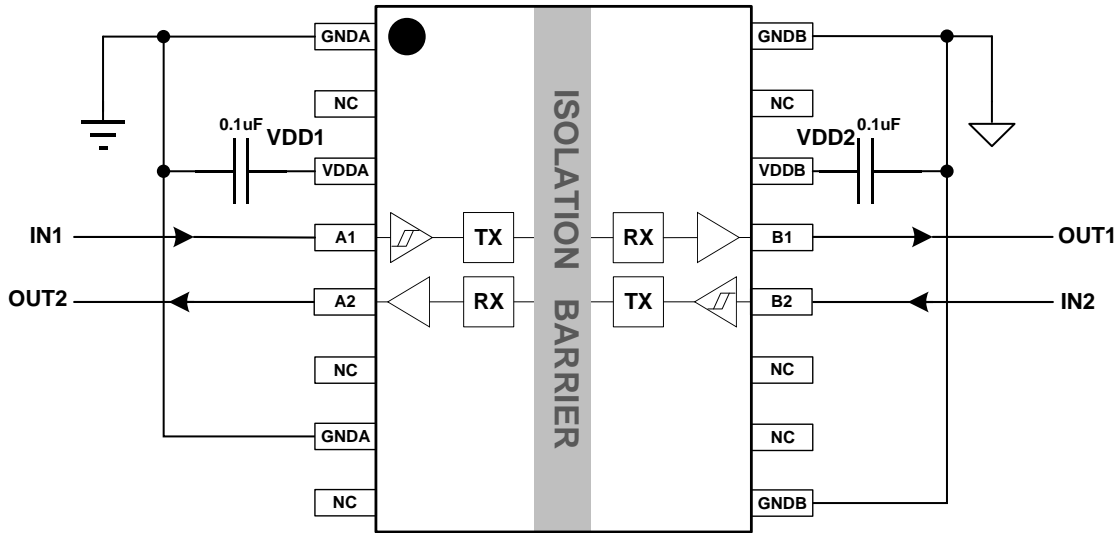 GNDA GNDB
NC NC
0.1uF VDD1 VDD2 0.1uF
VDDA VDDB
IN1 A1 TX RX B1 OUT1
OUT2 A2 RX TX B2 IN2
NC NC
GNDA NC
NC GNDB
ISOLATION BARRIER